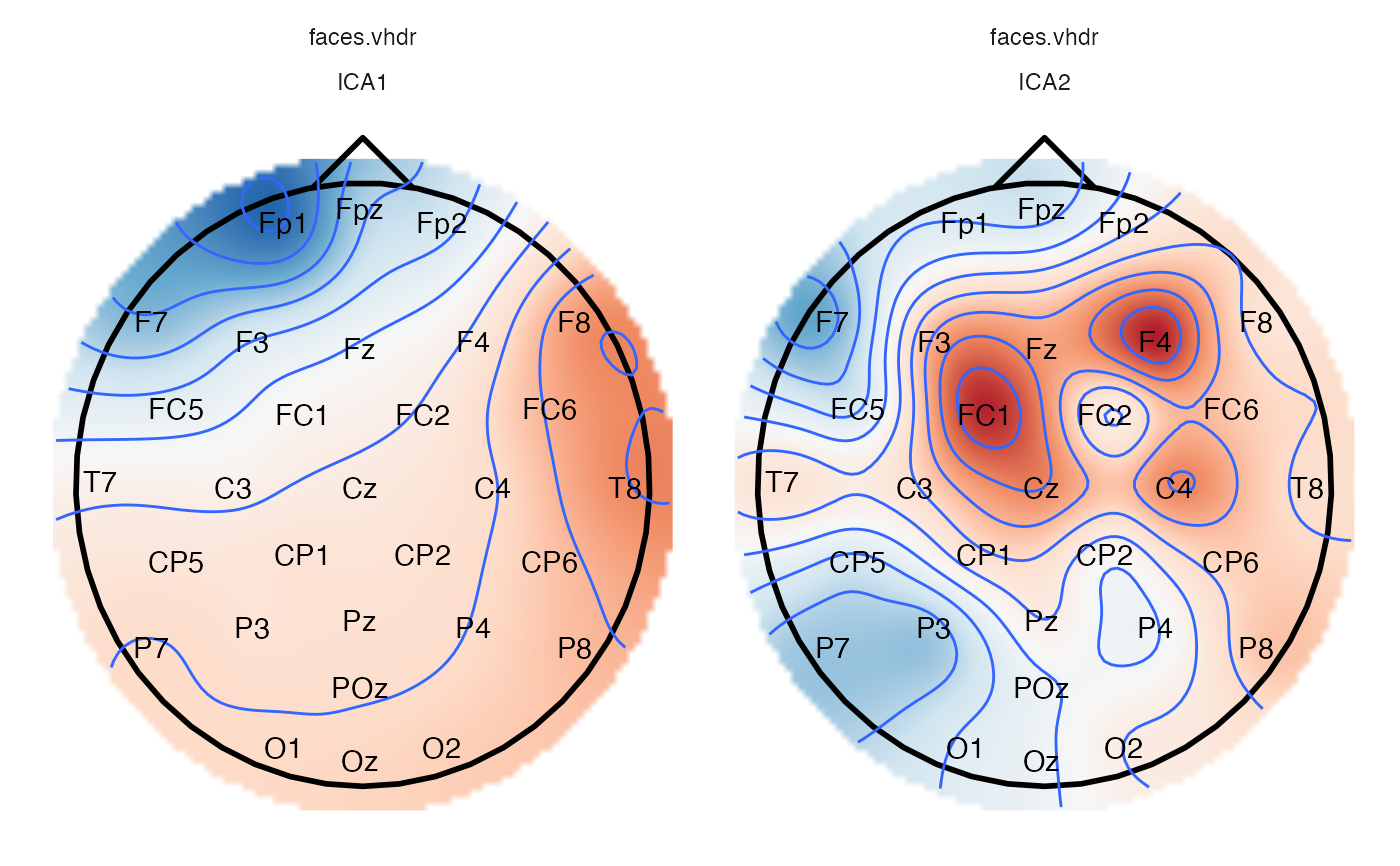 faces.vhdr
ICA1
Fp1 Fpz Fp2
F7 F3 Fz F4 F8
FC5 FC1 FC2 FC6
T7 C3 Cz C4 T8
CP5 CP1 CP2 CP6
P7 P3 Pz P4 P8
POz
O1 Oz O2
faces.vhdr
ICA2
Fp1 Fpz Fp2
F7 F3 Fz F4 F8
FC5 FC1 FC2 FC6
T7 C3 Cz C4 T8
CP5 CP1 CP2 CP6
P7 P3 Pz P4 P8
POz
O1 Oz O2